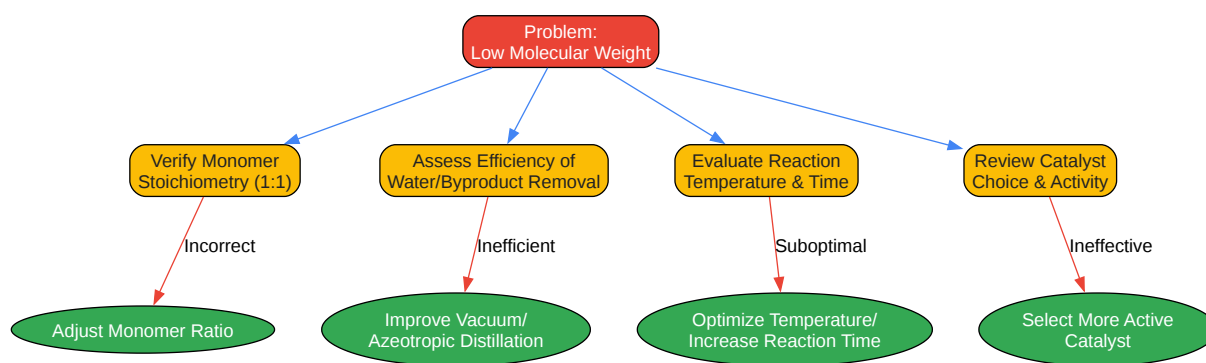 Problem:
Low Molecular Weight
Verify Monomer
Stoichiometry (1:1)
Assess Efficiency of
Water/Byproduct Removal
Evaluate Reaction
Temperature & Time
Review Catalyst
Choice & Activity
Incorrect
Inefficient
Suboptimal
Ineffective
Adjust Monomer Ratio
Improve Vacuum/
Azeotropic Distillation
Optimize Temperature/
Increase Reaction Time
Select More Active
Catalyst